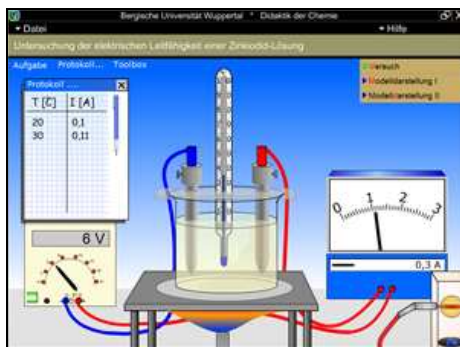 Bergische Universität Wuppertal * Didaktik der Chemie
Datei
Hilfe
Untersuchung der elektrischen Leitfähigkeit einer Zinkiodid-Lösung
Aufgabe Protokoll... Toolbox
Versuch
Modelldarstellung I
Modelldarstellung II
Protokoll ...
X
T [C] I [A]
20 0,1
30 0,11
6 V
0 1 2 3
0,3 A